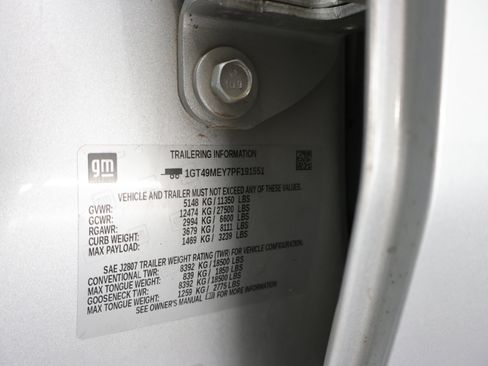 10.9
gm
TRAILERING INFORMATION
1GT49MEY7PF191551
VEHICLE AND TRAILER MUST NOT EXCEED ANY OF THESE VALUES.
GVWR: 5148 KG / 11350 LBS
GCWR: 12474 KG / 27500 LBS
RGAWR: 2994 KG / 6600 LBS
CURB WEIGHT: 3679 KG / 8111 LBS
MAX PAYLOAD: 1469 KG / 3239 LBS
SAE J2807 TRAILER WEIGHT RATING (TWR) FOR VEHICLE CONFIGURATION.
CONVENTIONAL TWR: 8392 KG / 18500 LBS
MAX TONGUE WEIGHT: 839 KG / 1850 LBS
GOOSENECK TWR: 8392 KG / 18500 LBS
MAX TONGUE WEIGHT: 1259 KG / 2775 LBS
SEE OWNER'S MANUAL FOR MORE INFORMATION